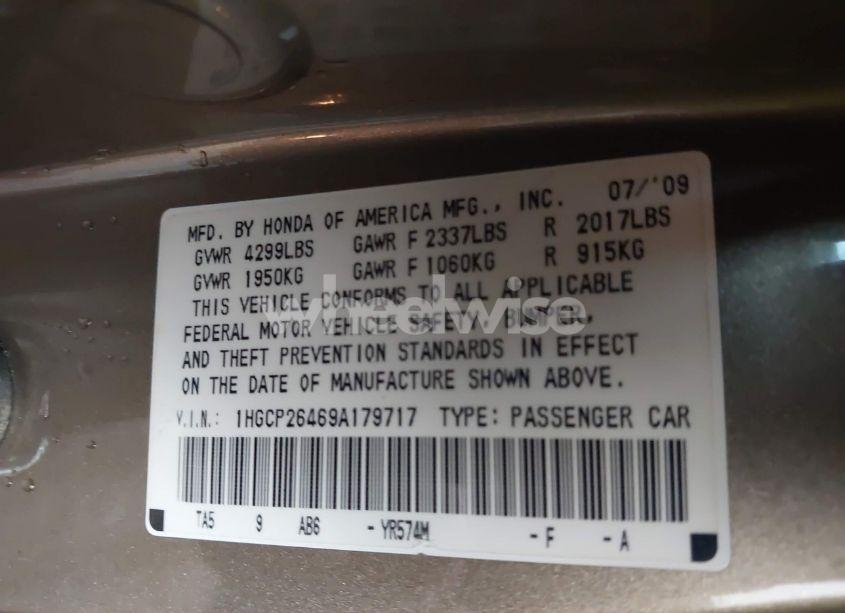 MFD. BY HONDA OF AMERICA MFG., INC. 07/'09
GVWR 4299LBS GAWR F 2337LBS R 2017LBS
GVWR 1950KG GAWR F 1060KG R 915KG
THIS VEHICLE CONFORMS TO ALL APPLICABLE
FEDERAL MOTOR VEHICLE SAFETY, BUMPER,
AND THEFT PREVENTION STANDARDS IN EFFECT
ON THE DATE OF MANUFACTURE SHOWN ABOVE.
V.I.N.: 1HGCP26469A179717 TYPE: PASSENGER CAR
TA5 9 AB6 - YR574M - F - A
wheelwise